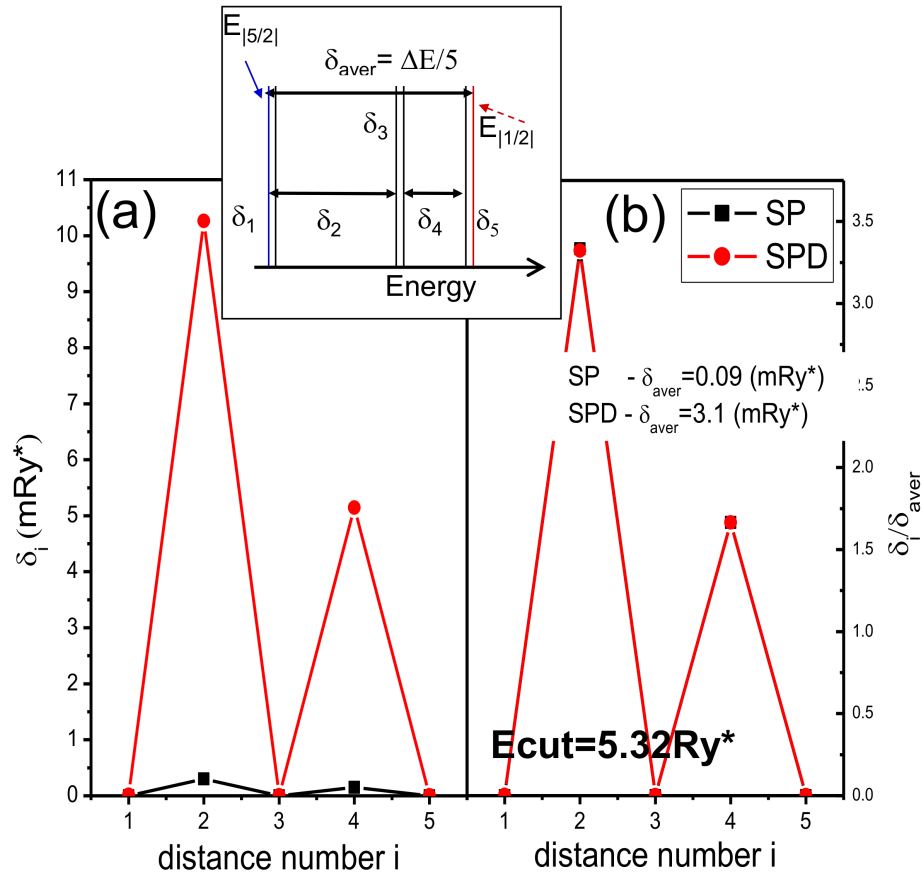 E|5/2|
δaver= ΔE/5
δ3
E|1/2|
δ1
δ2
δ4
δ5
Energy
(a)
11
10
9
8
7
6
5
4
3
2
1
0
δi (mRy*)
1 2 3 4 5
distance number i
(b)
SP
SPD
SP - δaver=0.09 (mRy*)
SPD - δaver=3.1 (mRy*)
Ecut=5.32Ry*
3.5
3.0
2.5
2.0
1.5
1.0
0.5
0.0
δi/δaver
1 2 3 4 5
distance number i